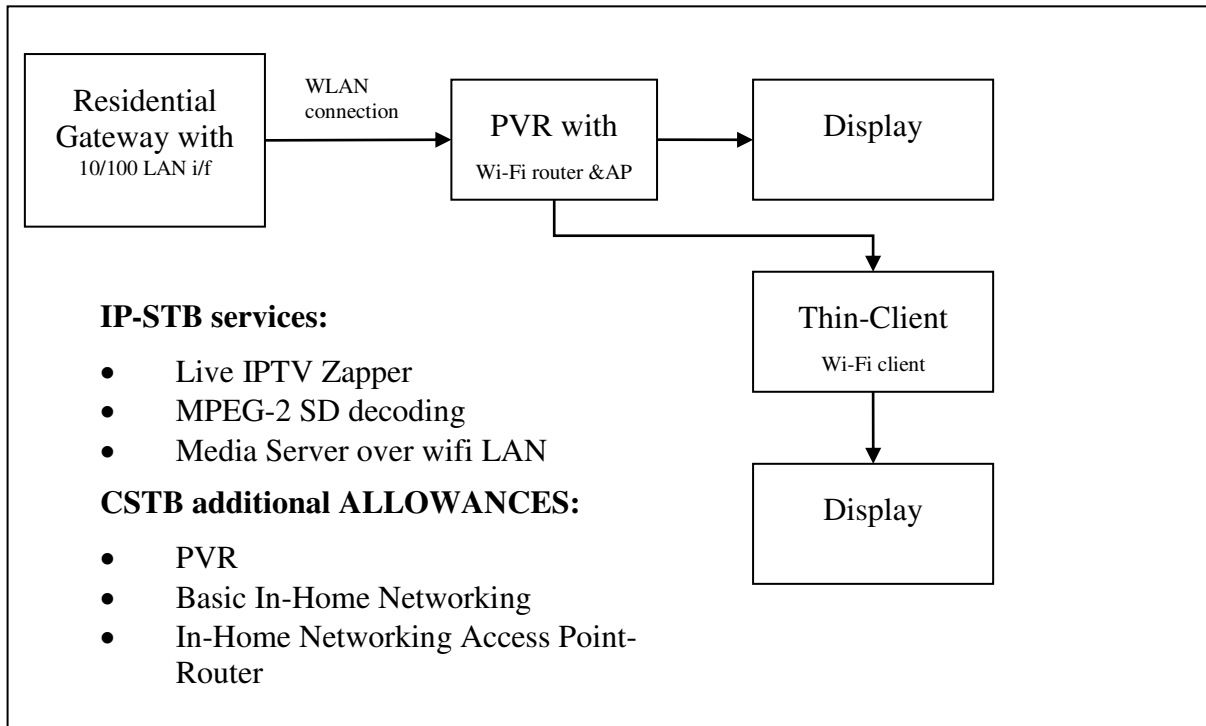 Residential
Gateway with
10/100 LAN i/f
WLAN
connection
PVR with
Wi-Fi router &AP
Display
Thin-Client
Wi-Fi client
Display
IP-STB services:
• Live IPTV Zapper
• MPEG-2 SD decoding
• Media Server over wifi LAN
CSTB additional ALLOWANCES:
• PVR
• Basic In-Home Networking
• In-Home Networking Access Point-
Router